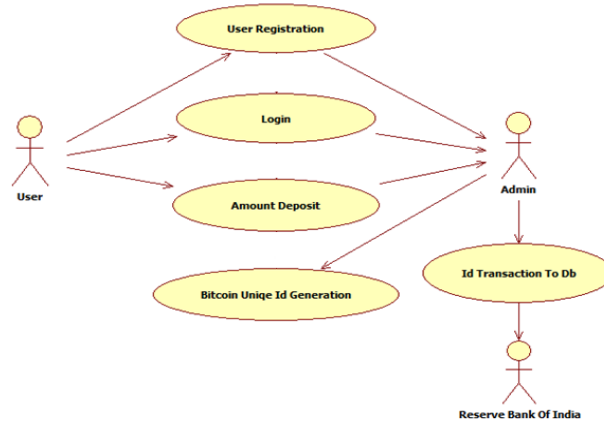 User Registration
Login
User
Admin
Amount Deposit
Id Transaction To Db
Bitcoin Uniqe Id Generation
Reserve Bank Of India